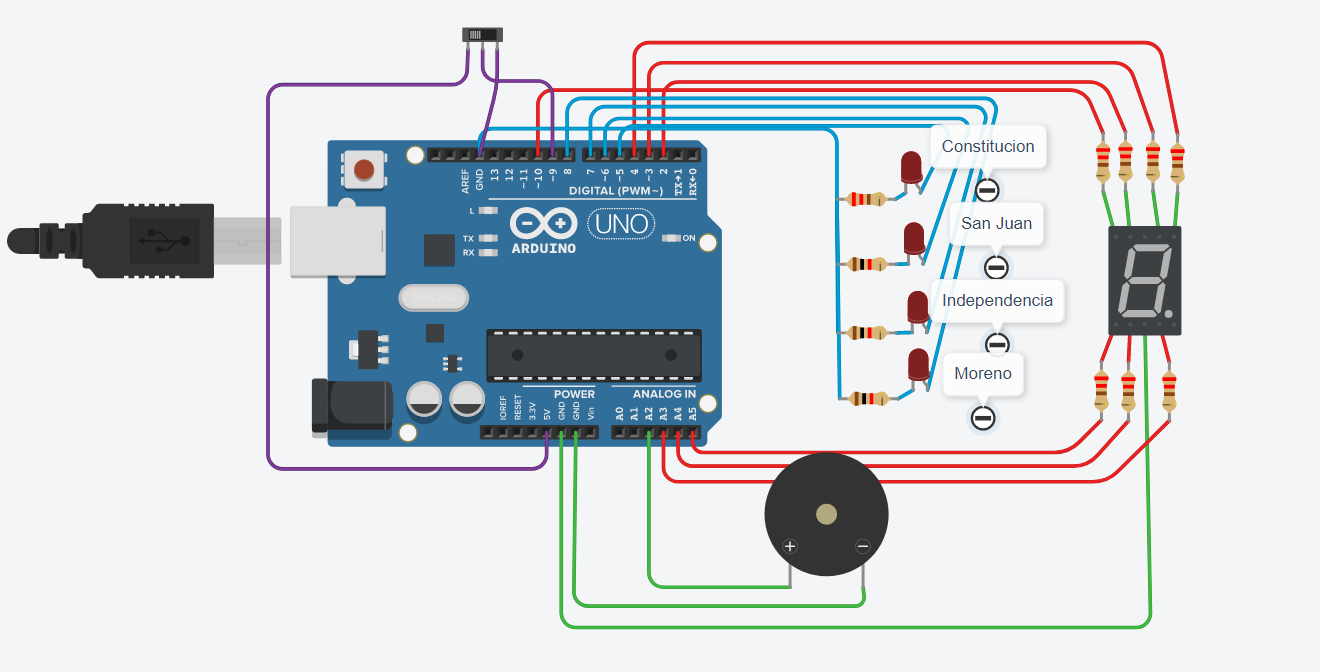 Constitucion
San Juan
Independencia
Moreno
AREF
GND
13
12
~11
~10
~9
8
7
~6
~5
4
~3
2
TX→1
RX←0
DIGITAL (PWM~)
L
TX
RX
ON
UNO
ARDUINO
POWER
ANALOG IN
IOREF
RESET
3.3V
5V
GND
GND
Vin
A0
A1
A2
A3
A4
A5